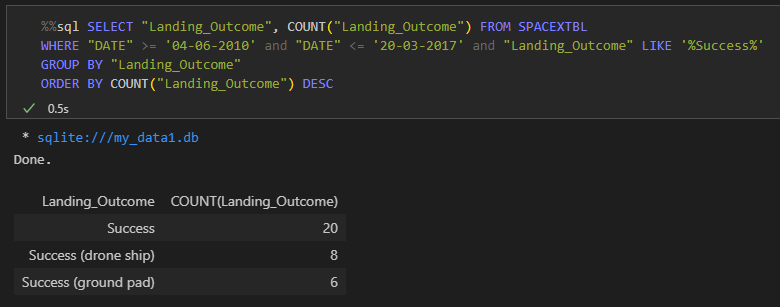 %%sql SELECT "Landing_Outcome", COUNT("Landing_Outcome") FROM SPACEXTBL
WHERE "DATE" >= '04-06-2010' and "DATE" <= '20-03-2017' and "Landing_Outcome" LIKE '%Success%'
GROUP BY "Landing_Outcome"
ORDER BY COUNT("Landing_Outcome") DESC
✓ 0.5s
* sqlite:///my_data1.db
Done.
Landing_Outcome COUNT(Landing_Outcome)
Success 20
Success (drone ship) 8
Success (ground pad) 6